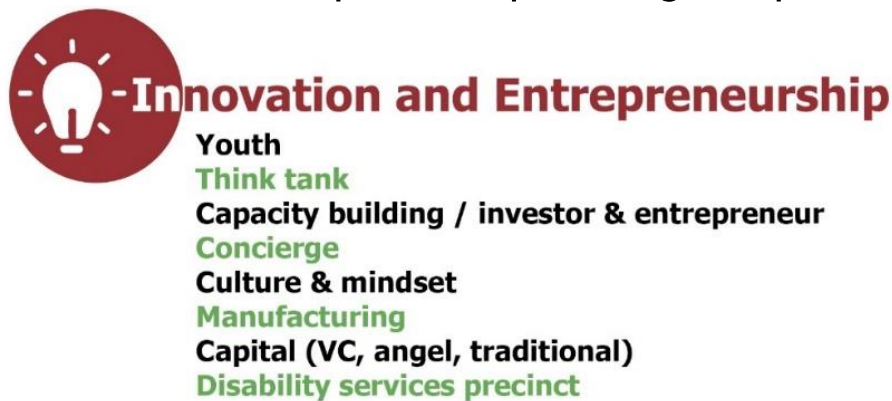 Innovation and Entrepreneurship
Youth
Think tank
Capacity building / investor & entrepreneur
Concierge
Culture & mindset
Manufacturing
Capital (VC, angel, traditional)
Disability services precinct